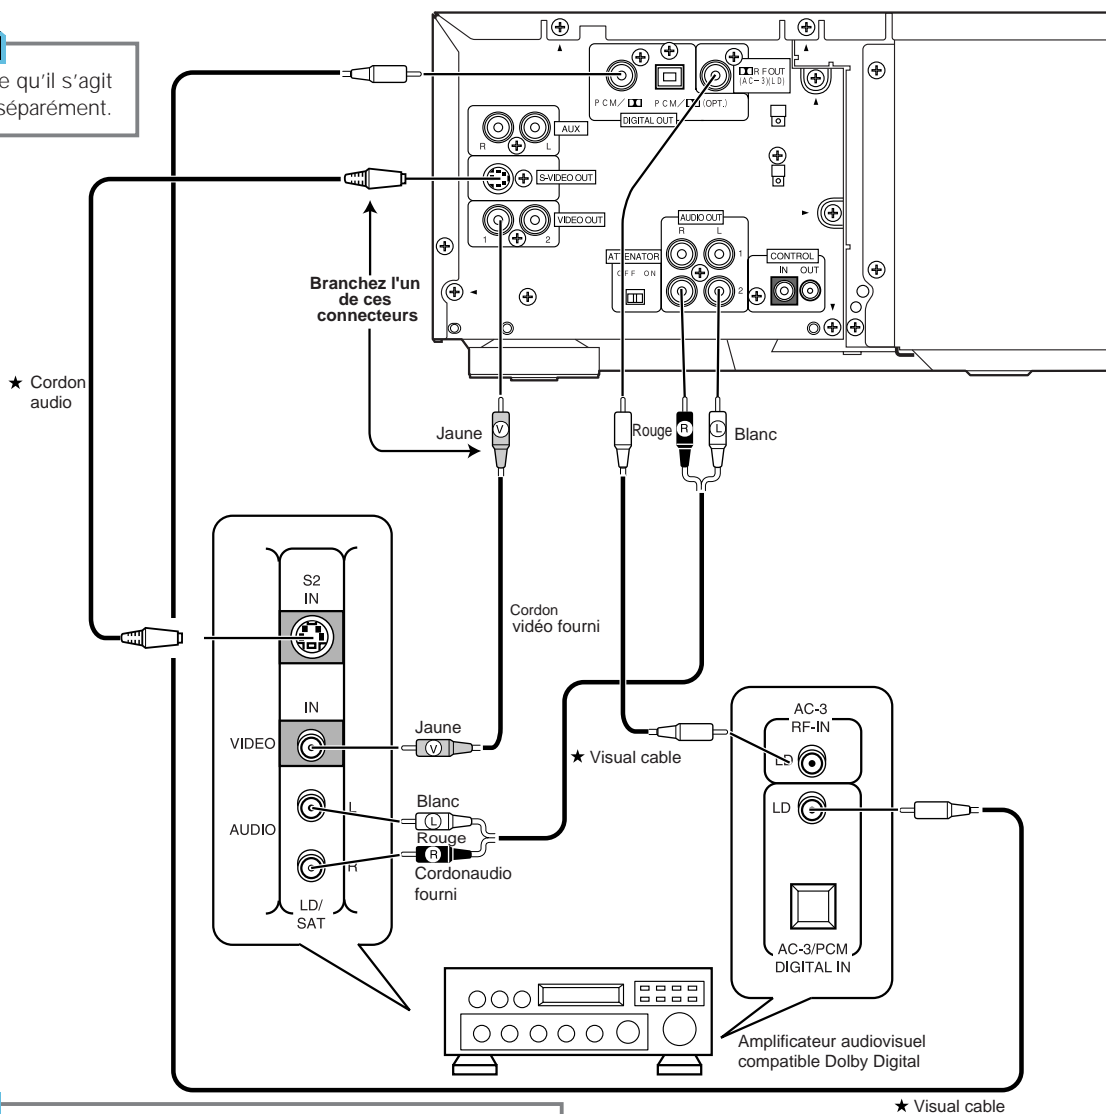 e qu'il s'agit
séparément.
R F OUT
(AC-3)(LD)
PCM/
PCM/ (OPT.)
DIGITAL OUT
R
L
AUX
S-VIDEO OUT
VIDEO OUT
1
2
AUDIO OUT
R
L
1
2
ATTENATOR
OFF ON
CONTROL
IN
OUT
Branchez l'un
de ces
connecteurs
★ Cordon
audio
Jaune
V
Rouge
R
L
Blanc
S2
IN
IN
VIDEO
AUDIO
L
R
LD/
SAT
Cordon
vidéo fourni
Jaune
V
★ Visual cable
Blanc
L
Rouge
R
Cordonaudio
fourni
AC-3
RF-IN
LD
LD
AC-3/PCM
DIGITAL IN
Amplificateur audiovisuel
compatible Dolby Digital
★ Visual cable